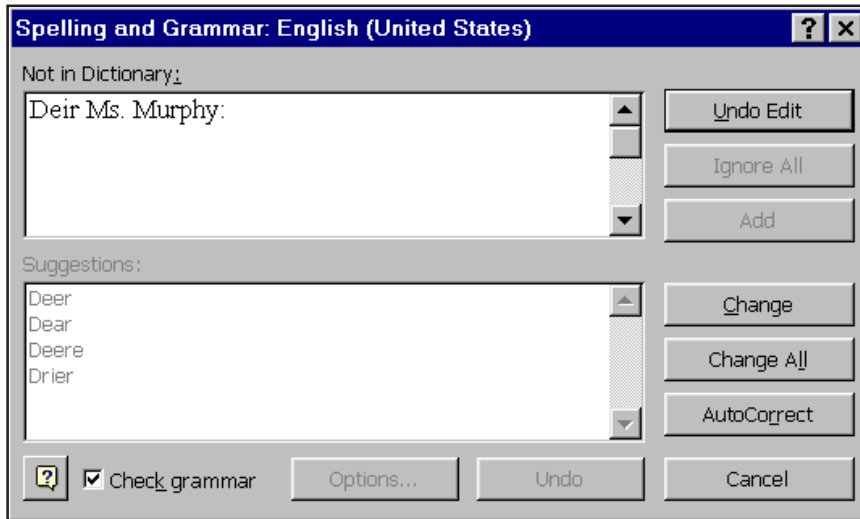 Spelling and Grammar: English (United States)
Not in Dictionary:
Deir Ms. Murphy:
Undo Edit
Ignore All
Add
Suggestions:
Deer
Dear
Deere
Drier
Change
Change All
AutoCorrect
Check grammar
Options...
Undo
Cancel